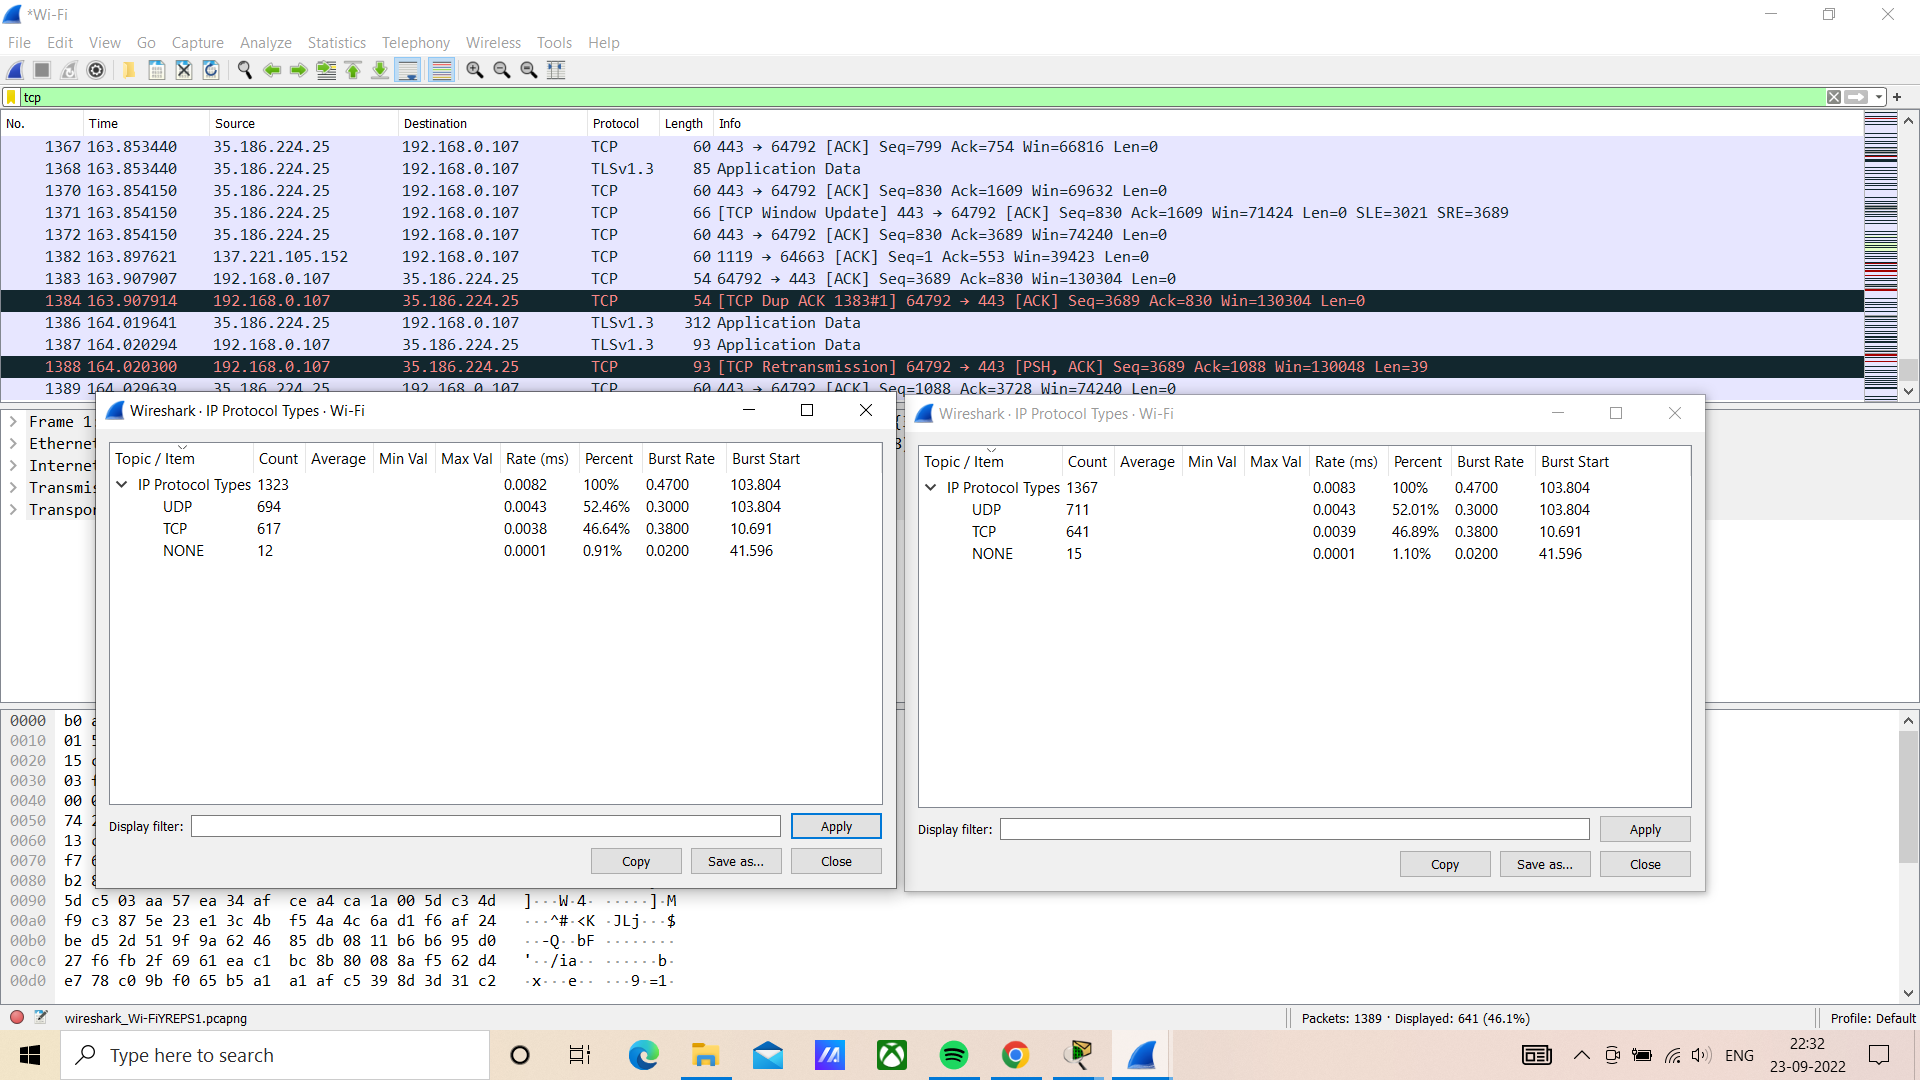 *Wi-Fi
File Edit View Go Capture Analyze Statistics Telephony Wireless Tools Help
tcp
No. Time Source Destination Protocol Length Info
1367 163.853440 35.186.224.25 192.168.0.107 TCP 60 443 → 64792 [ACK] Seq=799 Ack=754 Win=66816 Len=0
1368 163.853440 35.186.224.25 192.168.0.107 TLSv1.3 85 Application Data
1370 163.854150 35.186.224.25 192.168.0.107 TCP 60 443 → 64792 [ACK] Seq=830 Ack=1609 Win=69632 Len=0
1371 163.854150 35.186.224.25 192.168.0.107 TCP 66 [TCP Window Update] 443 → 64792 [ACK] Seq=830 Ack=1609 Win=71424 Len=0 SLE=3021 SRE=3689
1372 163.854150 35.186.224.25 192.168.0.107 TCP 60 443 → 64792 [ACK] Seq=830 Ack=3689 Win=74240 Len=0
1382 163.897621 137.221.105.152 192.168.0.107 TCP 60 1119 → 64663 [ACK] Seq=1 Ack=553 Win=39423 Len=0
1383 163.907907 192.168.0.107 35.186.224.25 TCP 54 64792 → 443 [ACK] Seq=3689 Ack=830 Win=130304 Len=0
1384 163.907914 192.168.0.107 35.186.224.25 TCP 54 [TCP Dup ACK 1383#1] 64792 → 443 [ACK] Seq=3689 Ack=830 Win=130304 Len=0
1386 164.019641 35.186.224.25 192.168.0.107 TLSv1.3 312 Application Data
1387 164.020294 192.168.0.107 35.186.224.25 TLSv1.3 93 Application Data
1388 164.020300 192.168.0.107 35.186.224.25 TCP 93 [TCP Retransmission] 64792 → 443 [PSH, ACK] Seq=3689 Ack=1088 Win=130048 Len=39
1389 164.029639 35.186.224.25 192.168.0.107 TCP 60 443 → 64792 [ACK] Seq=1088 Ack=3728 Win=74240 Len=0
Frame 1
Etherne
Interne
Transmis
Transpor
Wireshark · IP Protocol Types · Wi-Fi
Topic / Item Count Average Min Val Max Val Rate (ms) Percent Burst Rate Burst Start
IP Protocol Types 1323 0.0082 100% 0.4700 103.804
UDP 694 0.0043 52.46% 0.3000 103.804
TCP 617 0.0038 46.64% 0.3800 10.691
NONE 12 0.0001 0.91% 0.0200 41.596
Display filter: Apply
Copy Save as... Close
Wireshark · IP Protocol Types · Wi-Fi
Topic / Item Count Average Min Val Max Val Rate (ms) Percent Burst Rate Burst Start
IP Protocol Types 1367 0.0083 100% 0.4700 103.804
UDP 711 0.0043 52.01% 0.3000 103.804
TCP 641 0.0039 46.89% 0.3800 10.691
NONE 15 0.0001 1.10% 0.0200 41.596
Display filter: Apply
Copy Save as... Close
0000 b0
0010 01
0020 15
0030 03
0040 00
0050 74
0060 13
0070 f7
0080 b2
0090 5d c5 03 aa 57 ea 34 af ce a4 ca 1a 00 5d c3 4d ]···W·4· ·····]·M
00a0 f9 c3 87 5e 23 e1 3c 4b f5 4a 4c 6a d1 f6 af 24 ···^#·<K ·JLj···$
00b0 be d5 2d 51 9f 9a 62 46 85 db 08 11 b6 b6 95 d0 ··-Q··bF ········
00c0 27 f6 fb 2f 69 61 ea c1 bc 8b 80 08 8a f5 62 d4 '··/ia·· ······b·
00d0 e7 78 c0 9b f0 65 b5 a1 a1 af c5 39 8d 3d 31 c2 ·x···e·· ···9·=1·
wireshark_Wi-FiYREPS1.pcapng
Packets: 1389 · Displayed: 641 (46.1%)
Profile: Default
Type here to search
ENG
22:32
23-09-2022